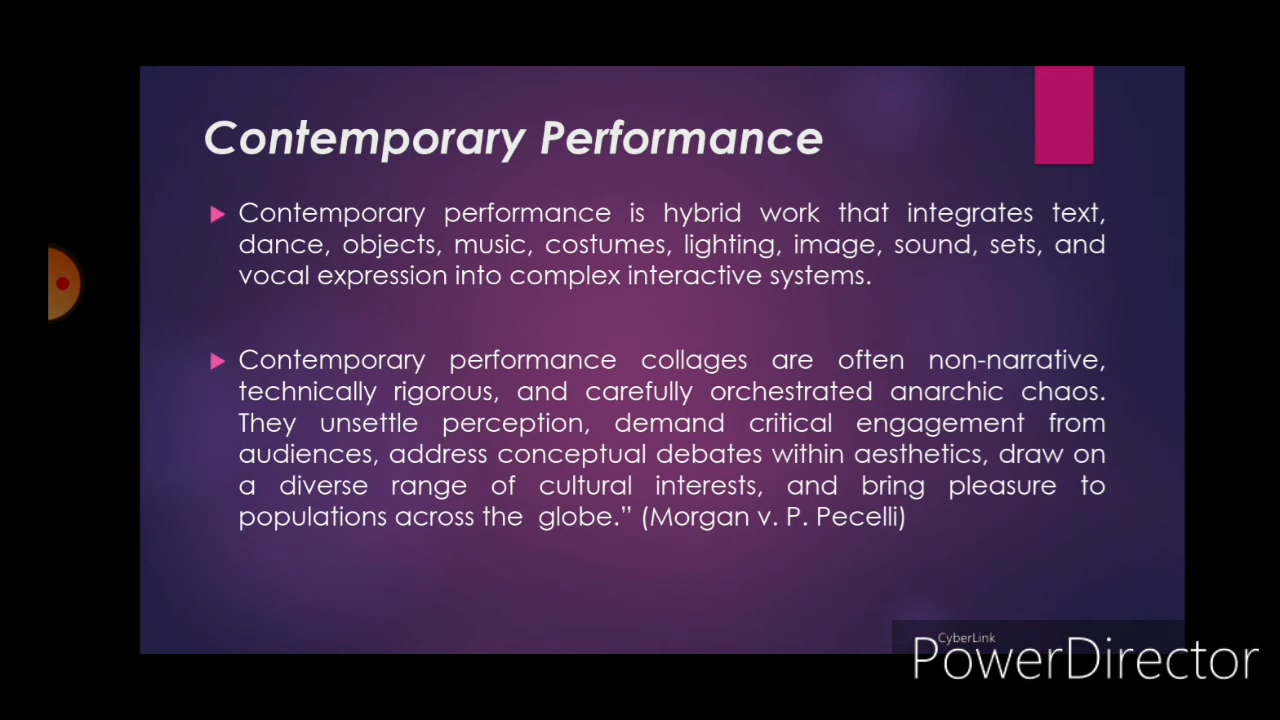 Contemporary Performance
Contemporary performance is hybrid work that integrates text,
dance, objects, music, costumes, lighting, image, sound, sets, and
vocal expression into complex interactive systems.
Contemporary performance collages are often non-narrative,
technically rigorous, and carefully orchestrated anarchic chaos.
They unsettle perception, demand critical engagement from
audiences, address conceptual debates within aesthetics, draw on
a diverse range of cultural interests, and bring pleasure to
populations across the globe.” (Morgan v. P. Pecelli)
CyberLink
PowerDirector